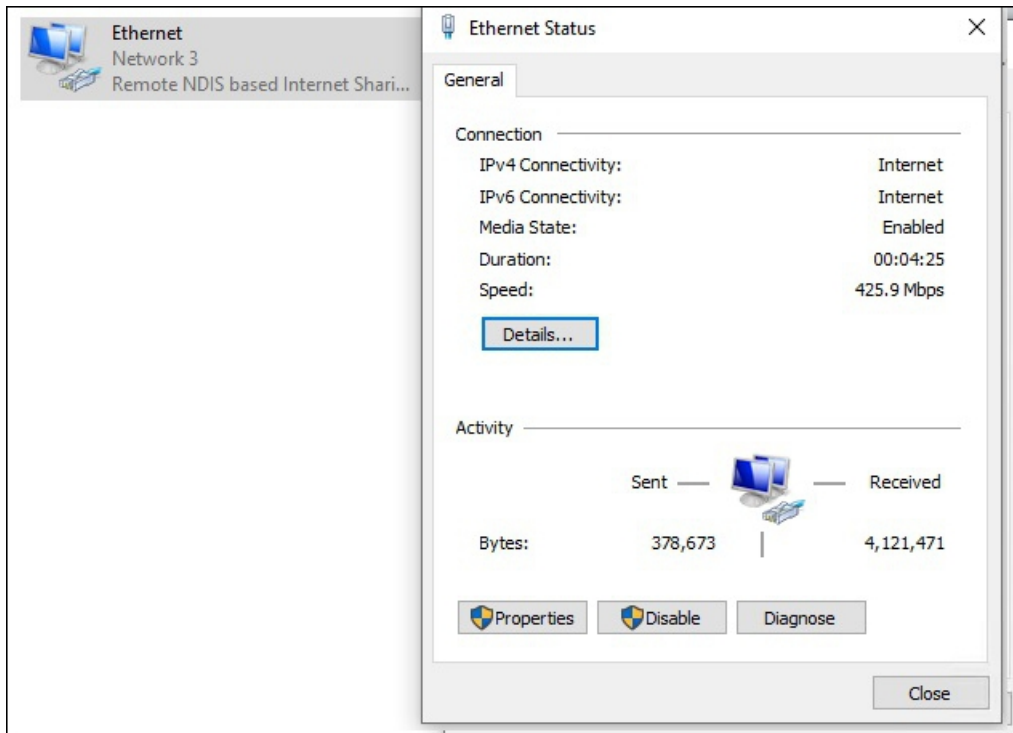 Ethernet
Network 3
Remote NDIS based Internet Shari...
Ethernet Status
General
Connection
IPv4 Connectivity: Internet
IPv6 Connectivity: Internet
Media State: Enabled
Duration: 00:04:25
Speed: 425.9 Mbps
Details...
Activity
Sent Received
Bytes: 378,673 4,121,471
Properties Disable Diagnose
Close